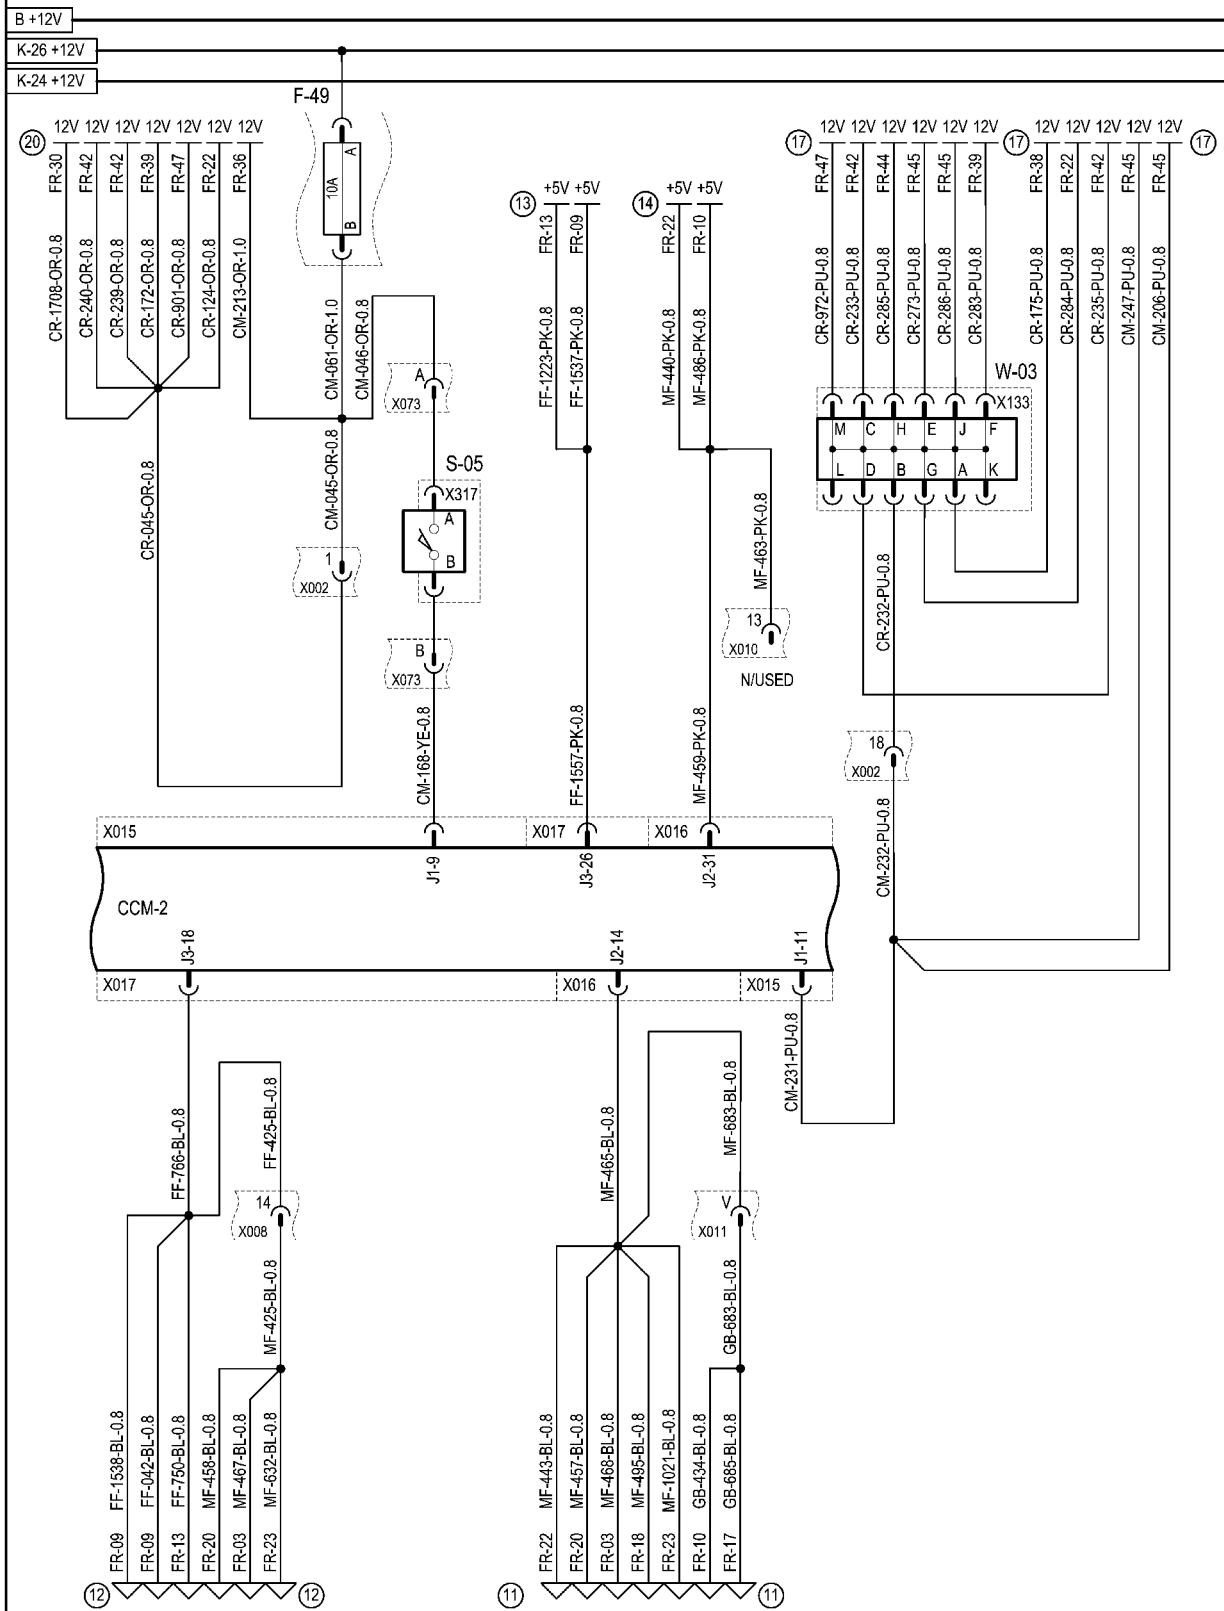 B +12V
K-26 +12V
K-24 +12V
F-49
20
12V 12V 12V 12V 12V 12V 12V
17
12V 12V 12V 12V 12V 12V
17
12V 12V 12V 12V 12V
17
FR-30
FR-42
FR-42
FR-39
FR-47
FR-22
FR-36
A
10A
B
13
+5V +5V
14
+5V +5V
FR-13
FR-09
FR-22
FR-10
FR-47
FR-42
FR-44
FR-45
FR-45
FR-39
FR-38
FR-22
FR-42
FR-45
FR-45
CR-1708-OR-0.8
CR-240-OR-0.8
CR-239-OR-0.8
CR-172-OR-0.8
CR-901-OR-0.8
CR-124-OR-0.8
CM-213-OR-1.0
CM-061-OR-1.0
CM-046-OR-0.8
FF-1223-PK-0.8
FF-1537-PK-0.8
MF-440-PK-0.8
MF-486-PK-0.8
CR-972-PU-0.8
CR-233-PU-0.8
CR-285-PU-0.8
CR-273-PU-0.8
CR-286-PU-0.8
CR-283-PU-0.8
CR-175-PU-0.8
CR-284-PU-0.8
CR-235-PU-0.8
CM-247-PU-0.8
CM-206-PU-0.8
A
X073
W-03
X133
M C H E J F
L D B G A K
S-05
X317
A
B
CR-045-OR-0.8
CM-045-OR-0.8
1
X002
MF-463-PK-0.8
13
X010
N/USED
CR-232-PU-0.8
B
X073
CM-168-YE-0.8
FF-1557-PK-0.8
MF-459-PK-0.8
18
X002
CM-232-PU-0.8
X015
X017
X016
J1-9
J3-26
J2-31
CCM-2
J3-18
J2-14
J1-11
X017
X016
X015
CM-231-PU-0.8
FF-766-BL-0.8
FF-425-BL-0.8
MF-465-BL-0.8
MF-683-BL-0.8
14
X008
V
X011
MF-425-BL-0.8
GB-683-BL-0.8
FF-1538-BL-0.8
FF-042-BL-0.8
FF-750-BL-0.8
MF-458-BL-0.8
MF-467-BL-0.8
MF-632-BL-0.8
MF-443-BL-0.8
MF-457-BL-0.8
MF-468-BL-0.8
MF-495-BL-0.8
MF-1021-BL-0.8
GB-434-BL-0.8
GB-685-BL-0.8
FR-09
FR-09
FR-13
FR-20
FR-03
FR-23
FR-22
FR-20
FR-03
FR-18
FR-23
FR-10
FR-17
12
12
11
11